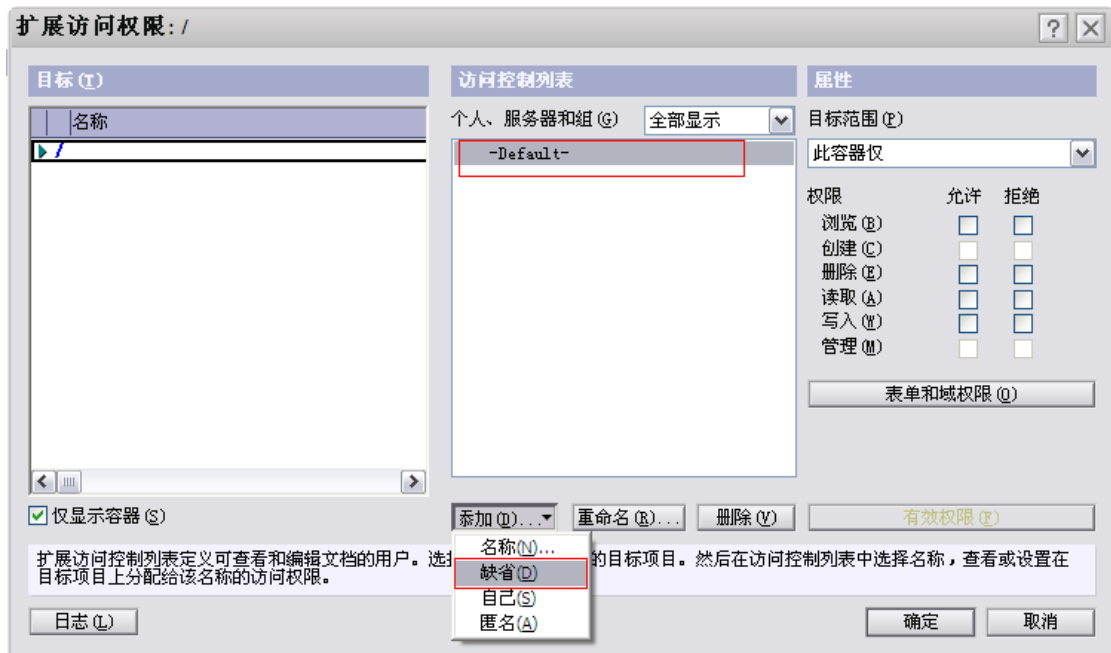 扩展访问权限: /
目标(T)
名称
/
仅显示容器(S)
访问控制列表
个人、服务器和组(G) 全部显示
-Default-
添加(D)... 重命名(R)... 删除(V)
名称(N)...
缺省(D)
自己(S)
匿名(A)
属性
目标范围(P)
此容器仅
权限 允许 拒绝
浏览(B)
创建(C)
删除(E)
读取(A)
写入(W)
管理(M)
表单和域权限(O)
有效权限(F)
扩展访问控制列表定义可查看和编辑文档的用户。选 的目标项目。然后在访问控制列表中选择名称，查看或设置在
目标项目上分配给该名称的访问权限。
日志(L) 确定 取消